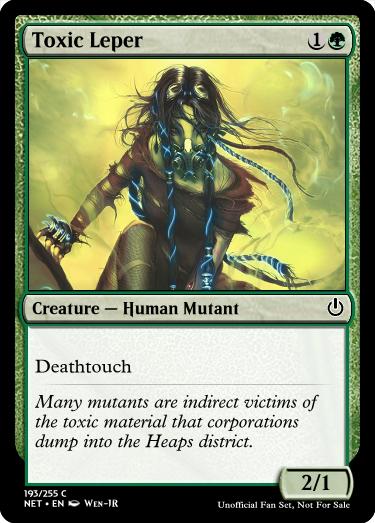 Toxic Leper 1
Creature — Human Mutant
Deathtouch
Many mutants are indirect victims of
the toxic material that corporations
dump into the Heaps district.
2/1
193/255 C
NET • EN Wen-JR
Unofficial Fan Set, Not For Sale